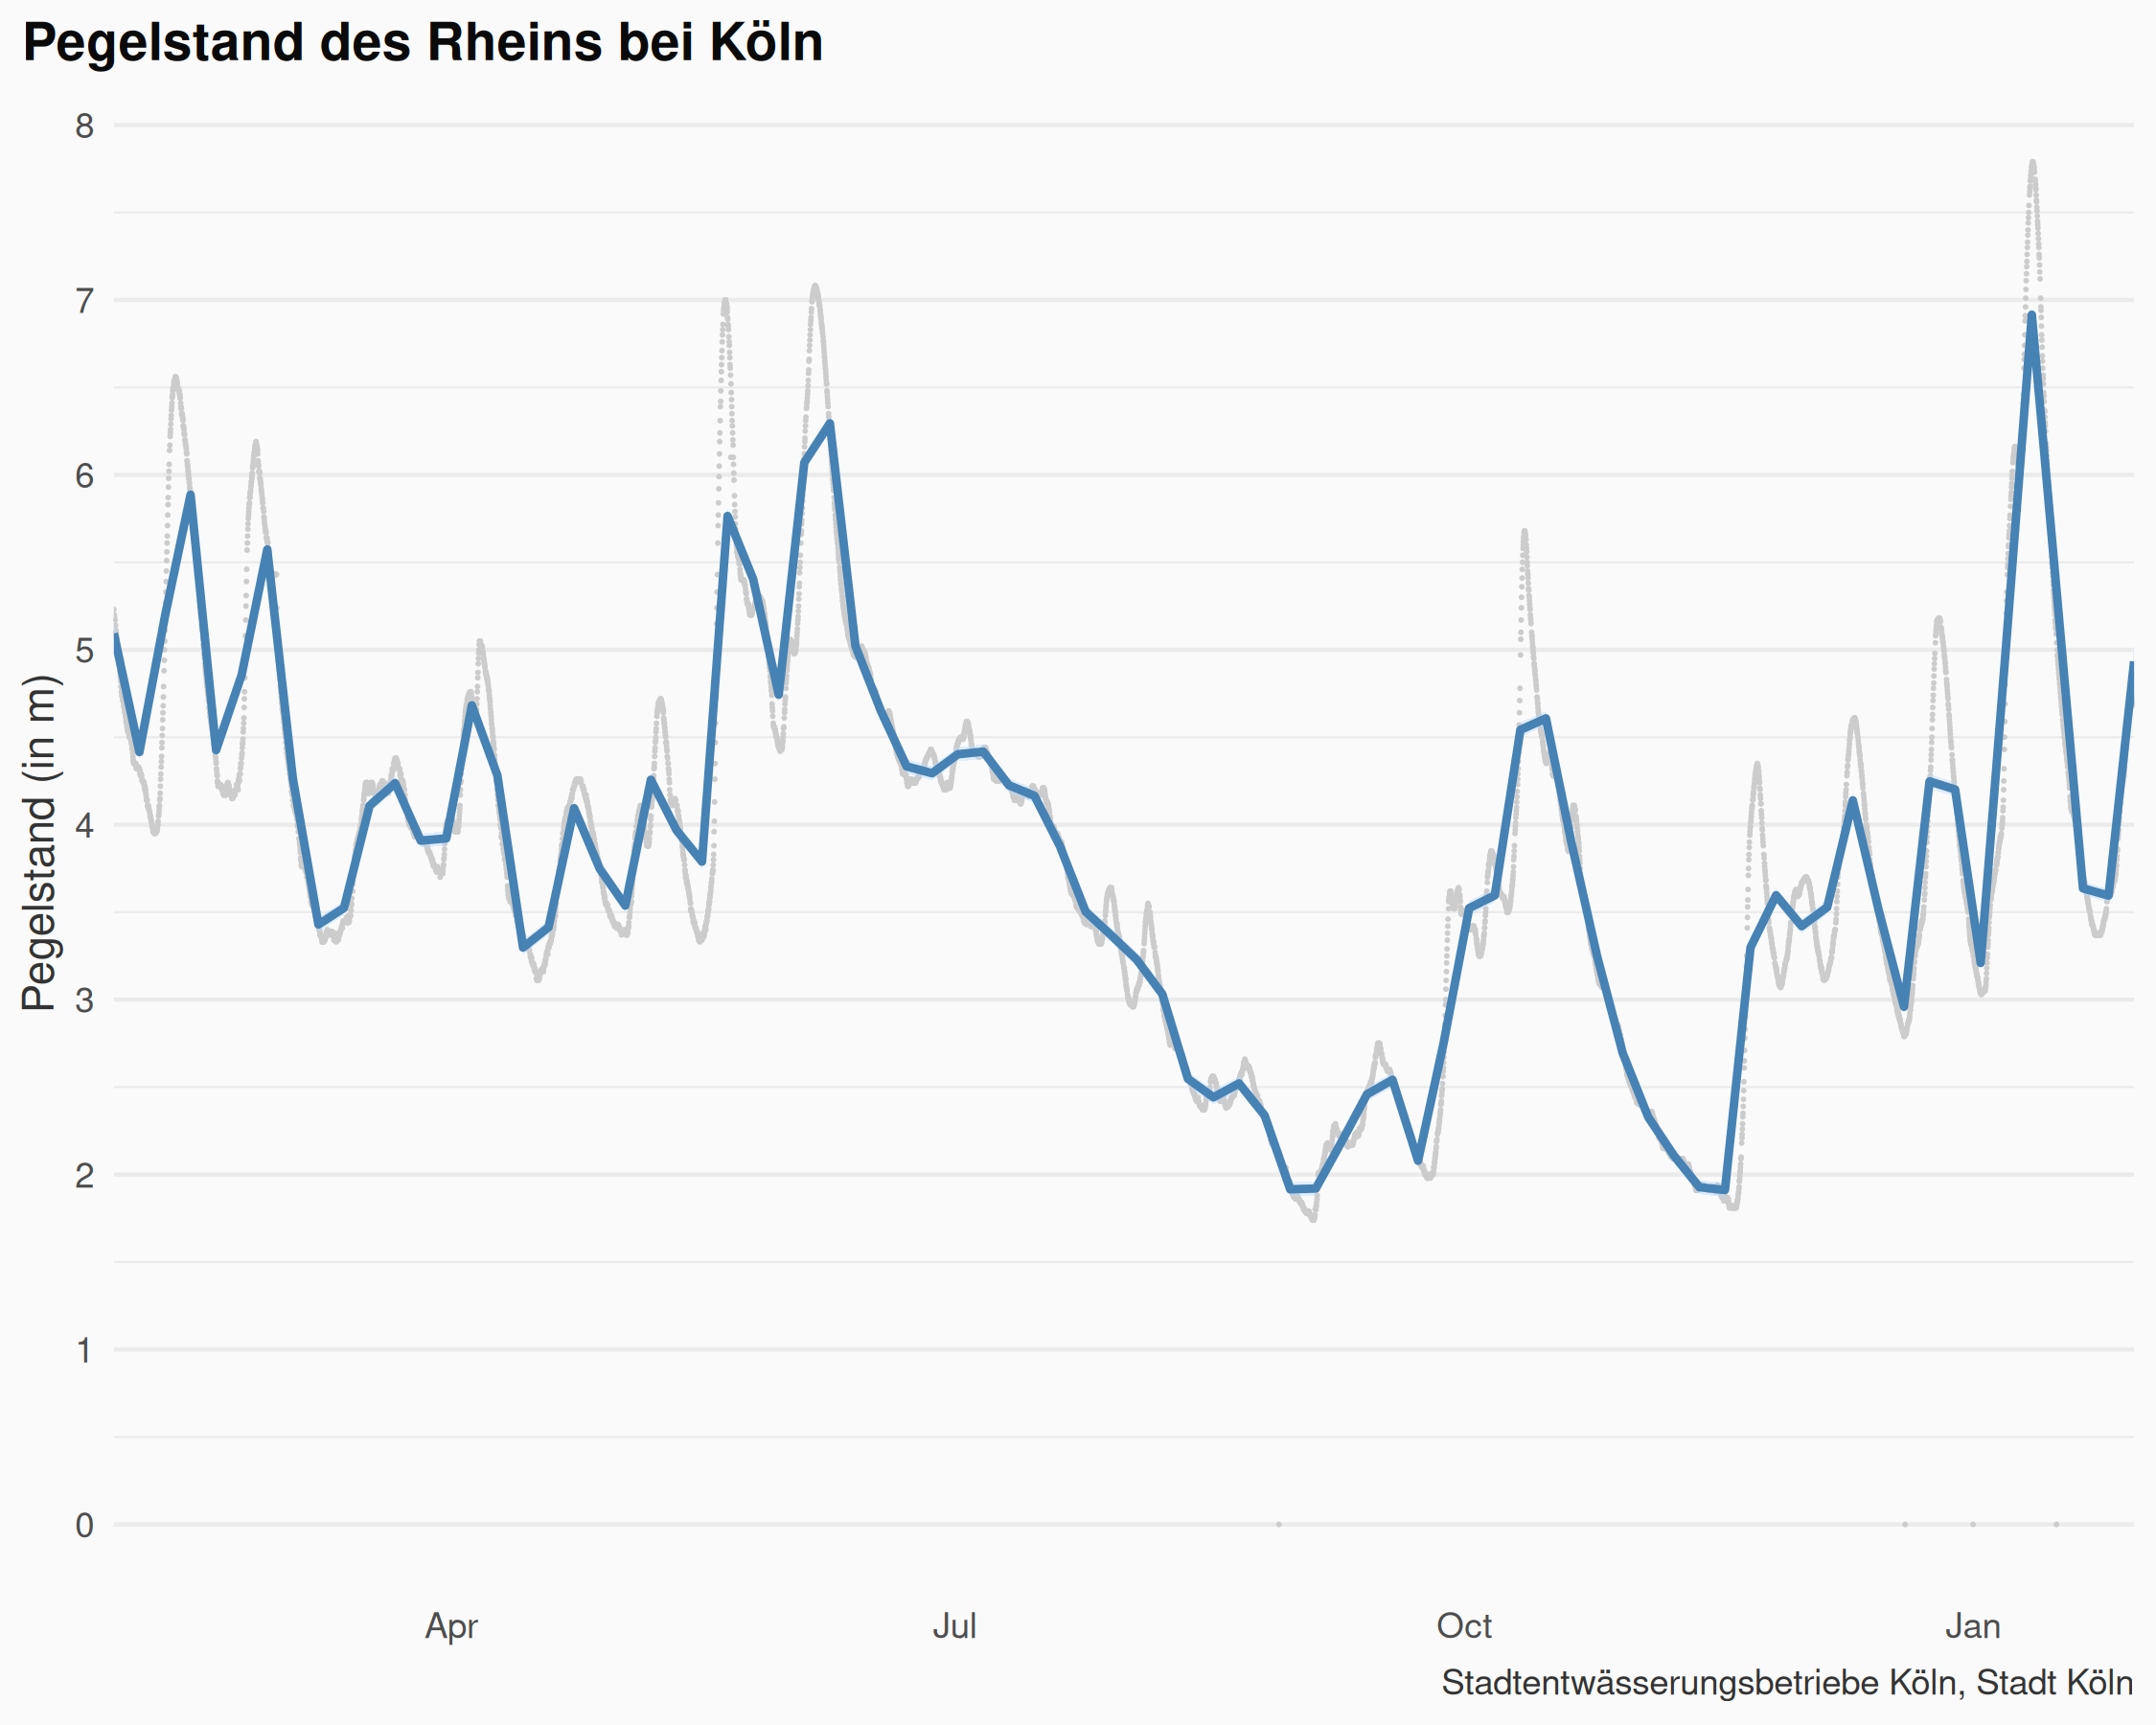 Pegelstand des Rheins bei Köln
Pegelstand (in m)
8
7
6
5
4
3
2
1
0
Apr Jul Oct Jan
Stadtentwässerungsbetriebe Köln, Stadt Köln